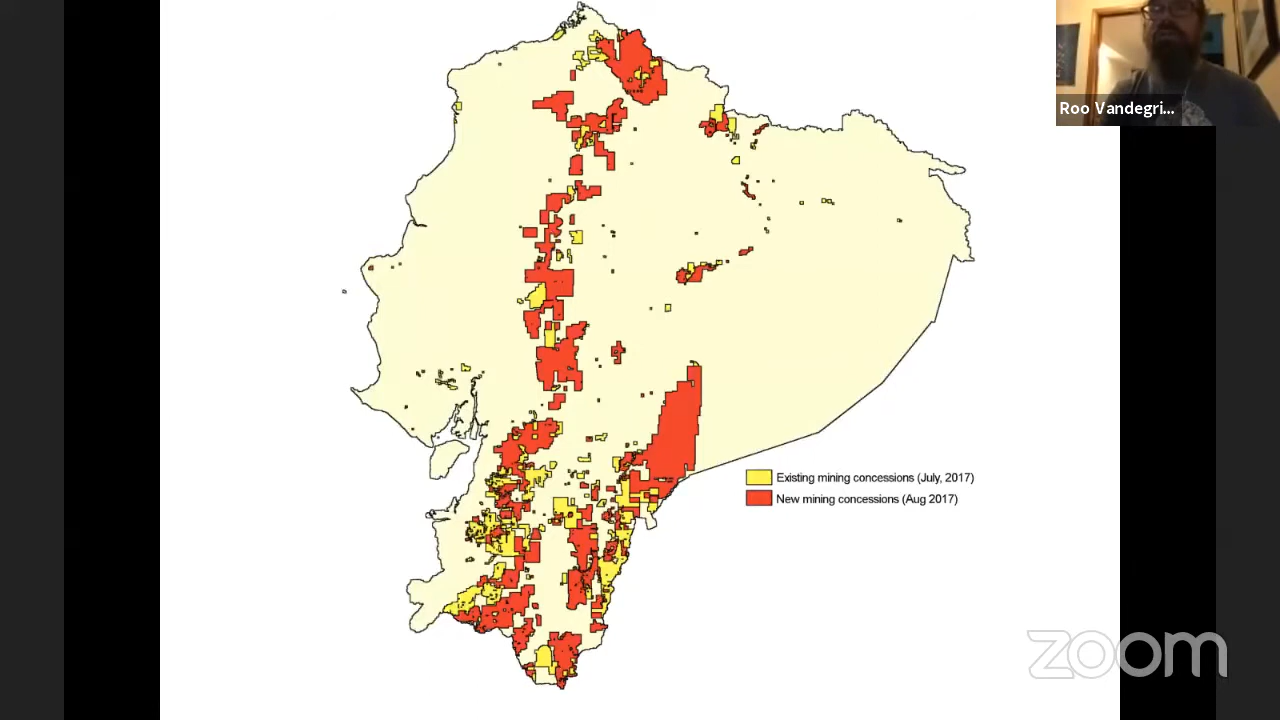 Roo Vandegri...
Existing mining concessions (July, 2017)
New mining concessions (Aug 2017)
zoom